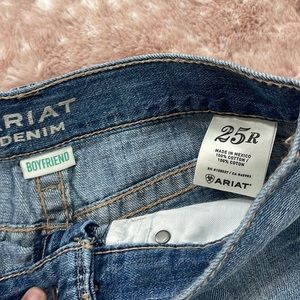 ARIAT
DENIM
BOYFRIEND
25R
MADE IN MEXICO
100% COTTON /
100% COTON
ARIAT